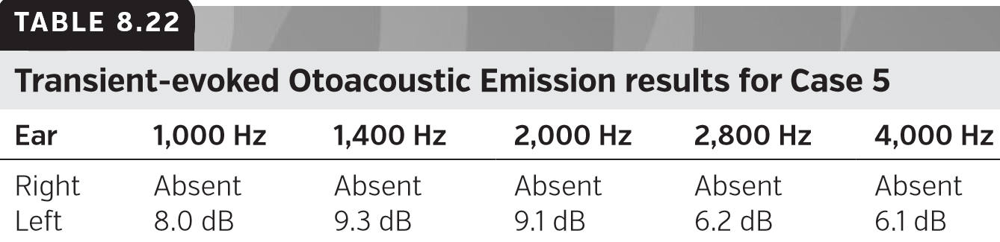 TABLE 8.22
Transient-evoked Otoacoustic Emission results for Case 5
Ear 1,000 Hz 1,400 Hz 2,000 Hz 2,800 Hz 4,000 Hz
Right Absent Absent Absent Absent Absent
Left 8.0 dB 9.3 dB 9.1 dB 6.2 dB 6.1 dB